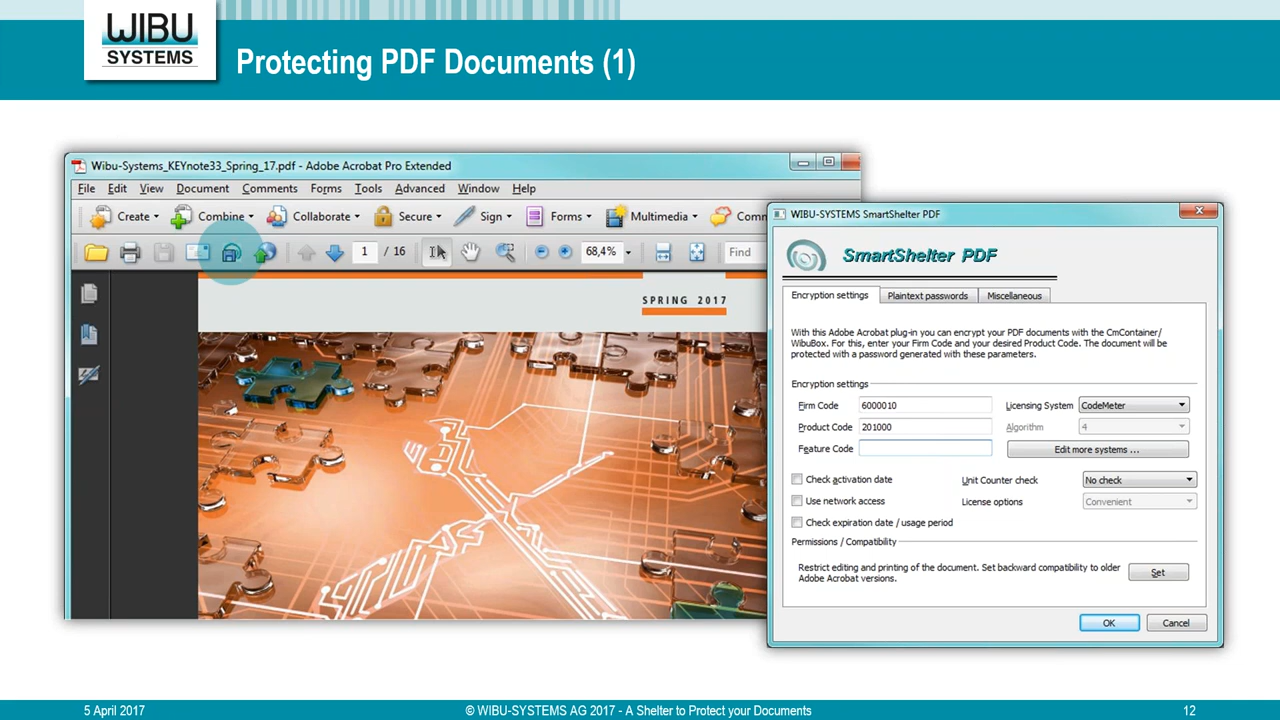 WIBU
SYSTEMS
Protecting PDF Documents (1)
Wibu-Systems_KEYnote33_Spring_17.pdf - Adobe Acrobat Pro Extended
File Edit View Document Comments Forms Tools Advanced Window Help
Create Combine Collaborate Secure Sign Forms Multimedia Comm
1 / 16 68,4% Find
SPRING 2017
WIBU-SYSTEMS SmartShelter PDF
SmartShelter PDF
Encryption settings Plaintext passwords Miscellaneous
With this Adobe Acrobat plug-in you can encrypt your PDF documents with the CmContainer/
WibuBox. For this, enter your Firm Code and your desired Product Code. The document will be
protected with a password generated with these parameters.
Encryption settings
Firm Code 6000010 Licensing System CodeMeter
Product Code 201000 Algorithm 4
Feature Code Edit more systems ...
Check activation date Unit Counter check No check
Use network access License options Convenient
Check expiration date / usage period
Permissions / Compatibility
Restrict editing and printing of the document. Set backward compatibility to older
Adobe Acrobat versions.
Set
OK Cancel
5 April 2017 © WIBU-SYSTEMS AG 2017 - A Shelter to Protect your Documents 12